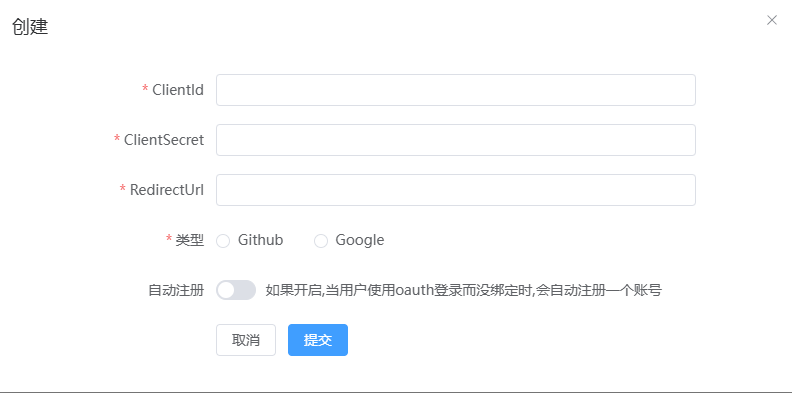 创建
* ClientId
* ClientSecret
* RedirectUrl
* 类型 Github Google
自动注册 如果开启,当用户使用oauth登录而没绑定时,会自动注册一个账号
取消 提交